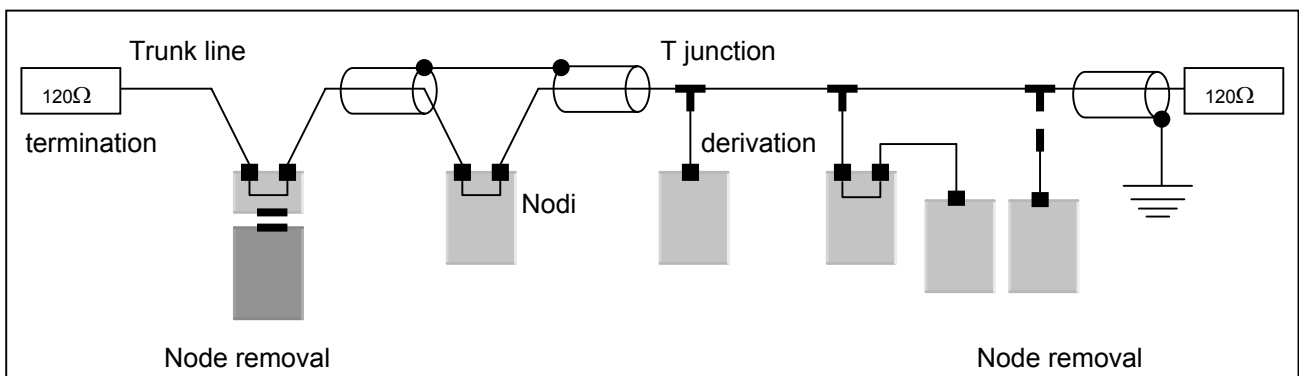 Trunk line
T junction
120Ω
120Ω
termination
derivation
Nodi
Node removal
Node removal